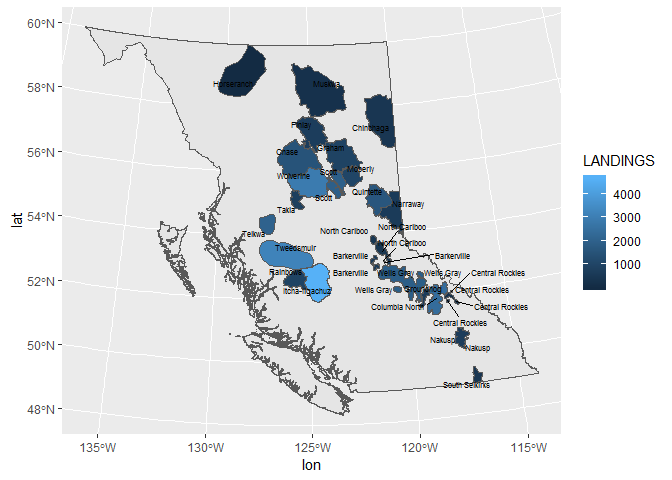 60°N
58°N
56°N
54°N
52°N
50°N
48°N
lat
Horseranch
Muskwa
Chinchaga
Finlay
Graham
Chase
Moberly
Scott
Wolverine
Quintette
Scott
Narraway
Takla
North Cariboo
North Cariboo
Telkwa
North Cariboo
Tweedsmuir
Barkerville
Barkerville
Rainbows
Barkerville
Wells Gray
Wells Gray
Central Rockies
Itcha-Ilgachuz
Wells Gray
Groundhog
Central Rockies
Columbia North
Central Rockies
Central Rockies
Nakusp
Nakusp
South Selkirks
135°W
130°W
125°W
120°W
115°W
lon
LANDINGS
4000
3000
2000
1000